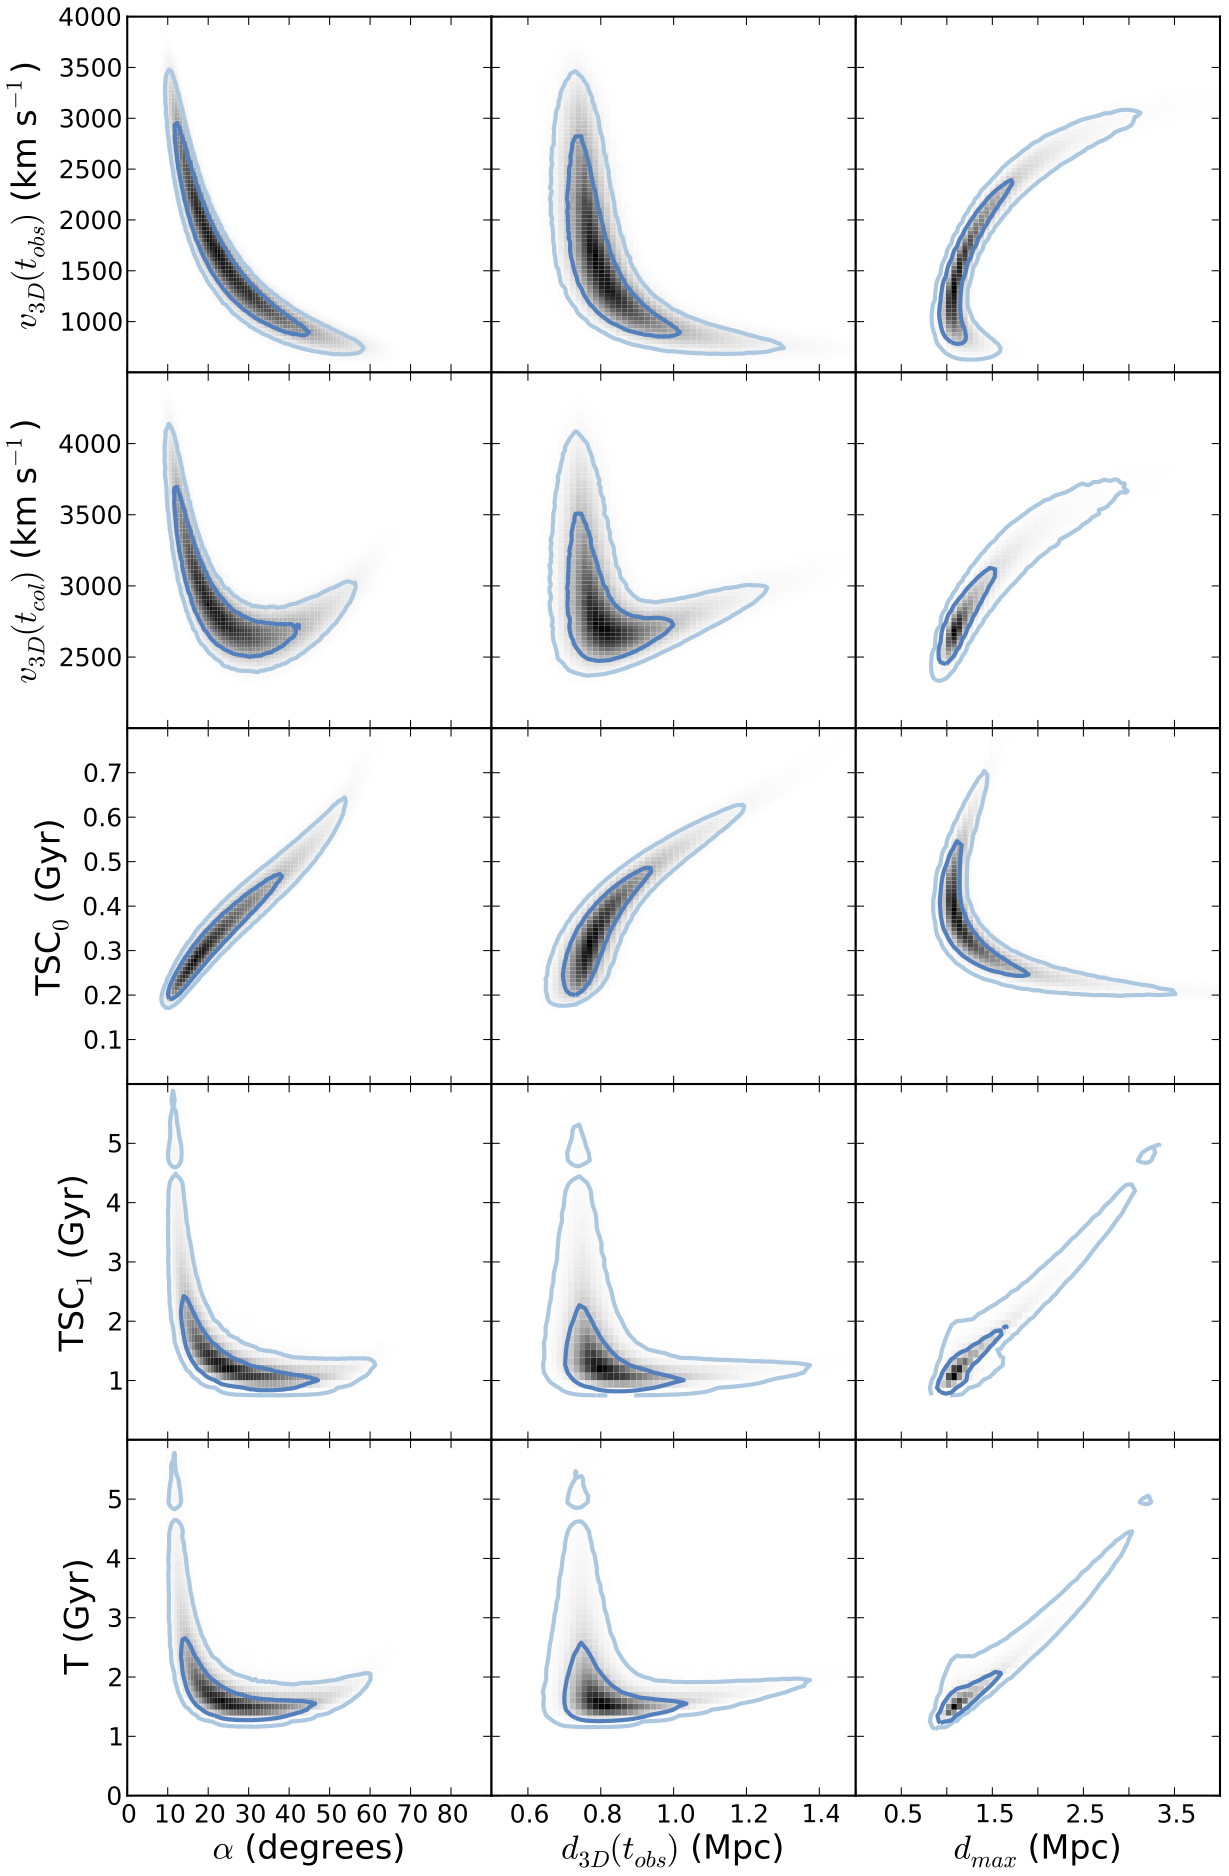 4000
3500
3000
2500
2000
1500
1000
v3D(tobs) (km s−1)
4000
3500
3000
2500
v3D(tcol) (km s−1)
0.7
0.6
0.5
0.4
0.3
0.2
0.1
TSC0 (Gyr)
5
4
3
2
1
TSC1 (Gyr)
5
4
3
2
1
0
T (Gyr)
0 10 20 30 40 50 60 70 80
0.6 0.8 1.0 1.2 1.4
0.5 1.5 2.5 3.5
α (degrees)
d3D(tobs) (Mpc)
dmax (Mpc)